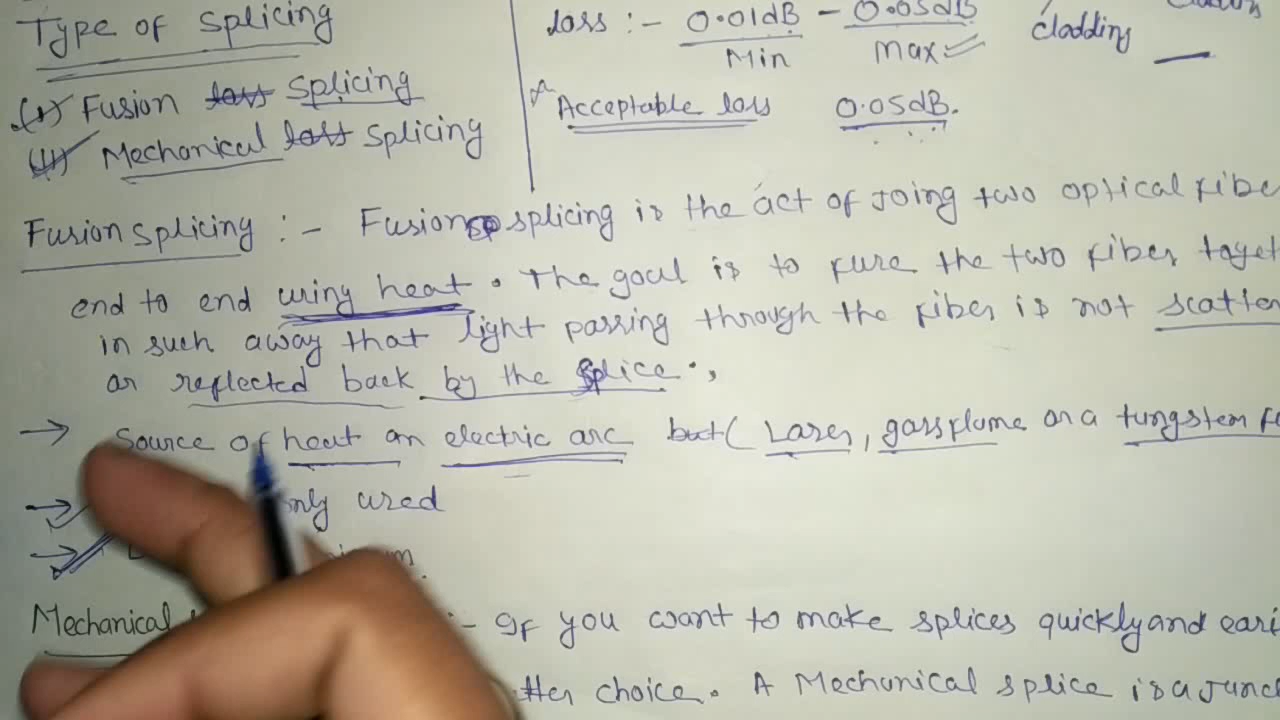 Type of splicing
(I) Fusion loss splicing
(II) Mechanical loss splicing
loss :- 0.01dB - 0.05dB
Min Max
cladding
Acceptable loss 0.05dB.
Fusion splicing :- Fusion splicing is the act of Joing two optical fibe
end to end using heat. The goal is to fuse the two fiber toget
in such away that light passing through the fiber is not scatter
or reflected back by the splice.,
→ Source of heat an electric arc but ( Laser, gasflume or a tungstem f
→ only used
→
Mechanical :- If you want to make splices quickly and easi
tter choice. A Mechanical splice is a Junc